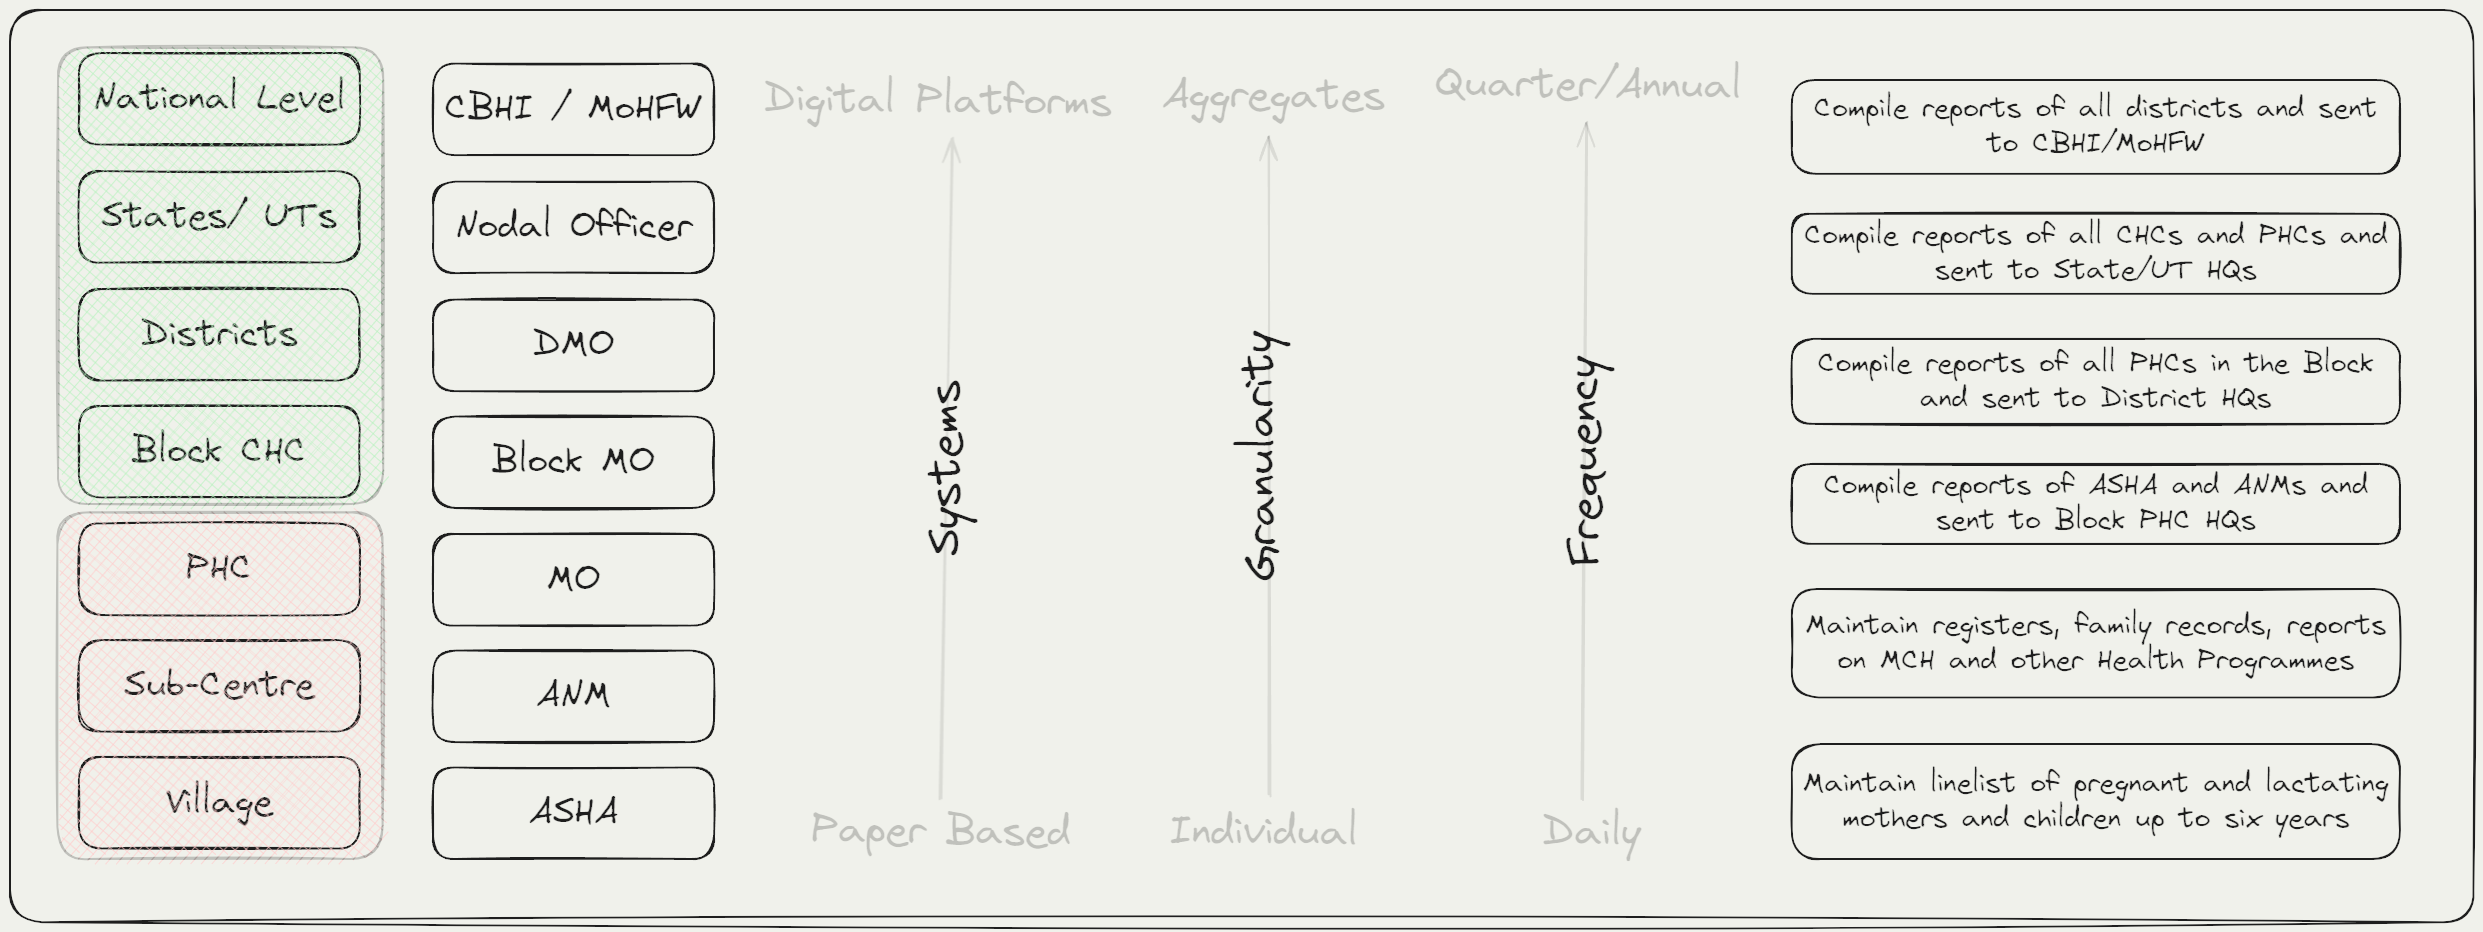 National Level
States/ UTs
Districts
Block CHC
PHC
Sub-Centre
Village
CBHI / MoHFW
Nodal Officer
DMO
Block MO
MO
ANM
ASHA
Digital Platforms
Systems
Paper Based
Aggregates
Granularity
Individual
Quarter/Annual
Frequency
Daily
Compile reports of all districts and sent
to CBHI/MoHFW
Compile reports of all CHCs and PHCs and
sent to State/UT HQs
Compile reports of all PHCs in the Block
and sent to District HQs
Compile reports of ASHA and ANMs and
sent to Block PHC HQs
Maintain registers, family records, reports
on MCH and other Health Programmes
Maintain linelist of pregnant and lactating
mothers and children up to six years